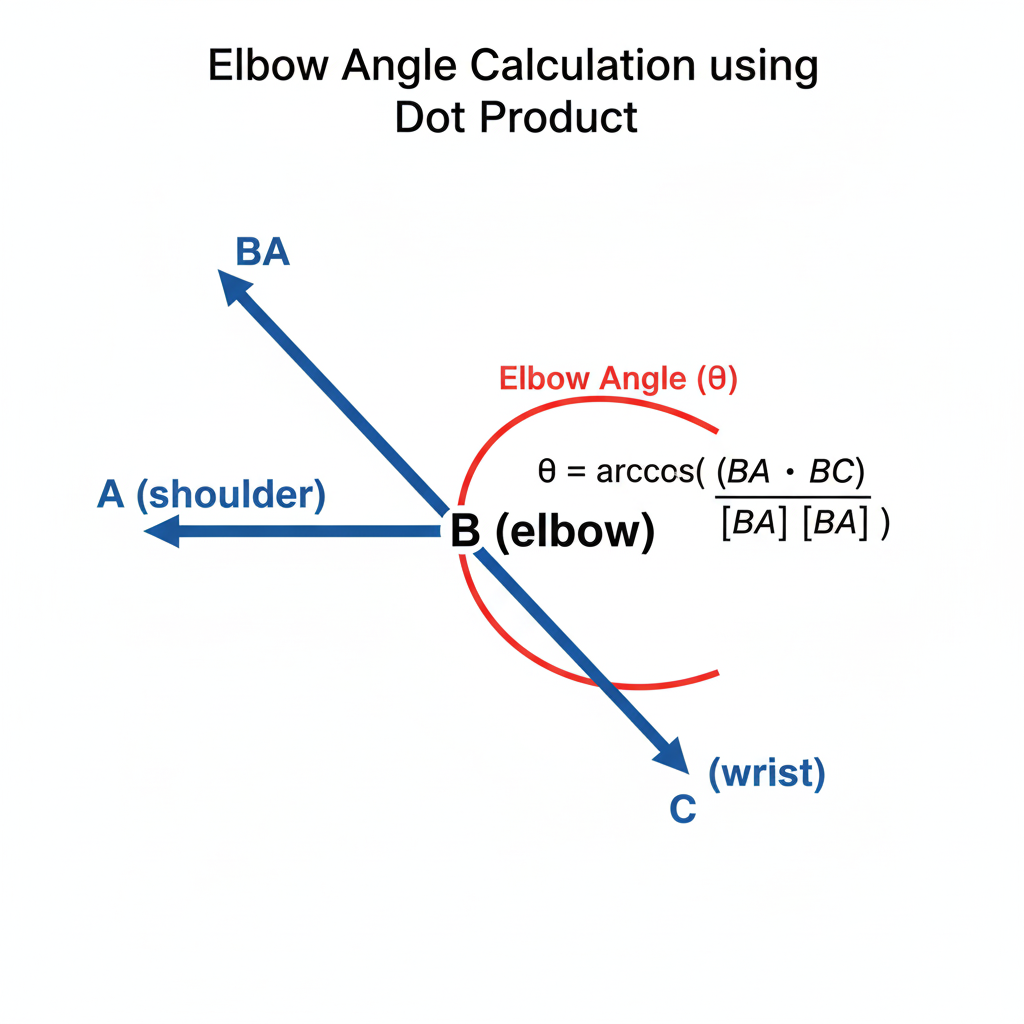 Elbow Angle Calculation using
Dot Product
BA
Elbow Angle (θ)
θ = arccos( (BA · BC)
[BA] [BA] )
A (shoulder)
B (elbow)
(wrist)
C